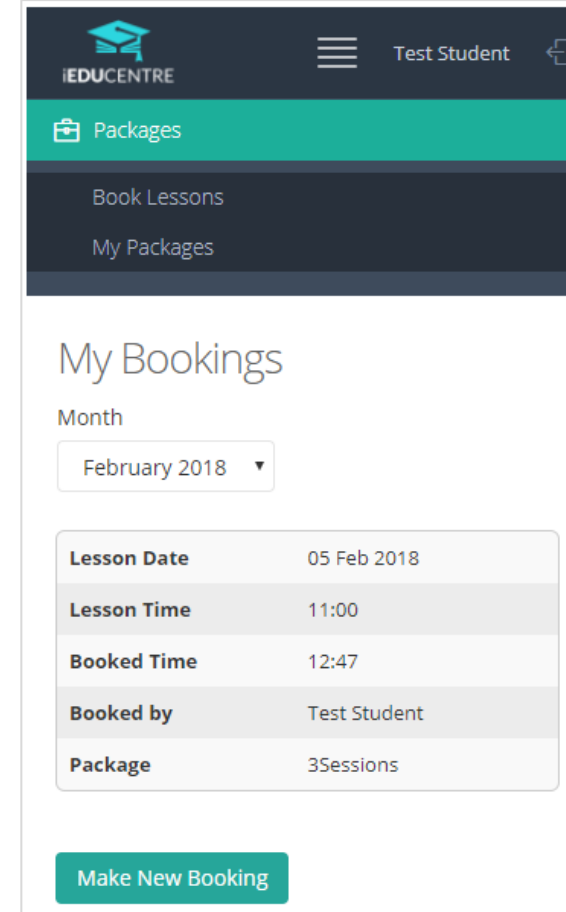 iEDUCENTRE
Test Student
Packages
Book Lessons
My Packages
My Bookings
Month
February 2018
Lesson Date 05 Feb 2018
Lesson Time 11:00
Booked Time 12:47
Booked by Test Student
Package 3Sessions
Make New Booking